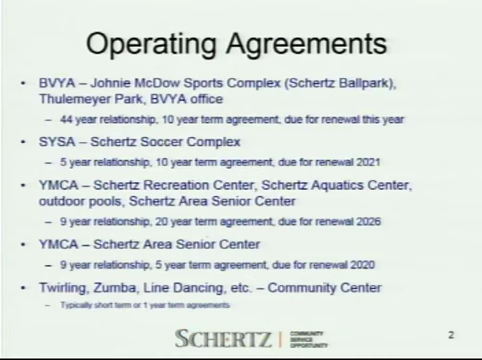 Operating Agreements
• BVYA – Johnie McDow Sports Complex (Schertz Ballpark),
Thulemeyer Park, BVYA office
– 44 year relationship, 10 year term agreement, due for renewal this year
• SYSA – Schertz Soccer Complex
– 5 year relationship, 10 year term agreement, due for renewal 2021
• YMCA – Schertz Recreation Center, Schertz Aquatics Center,
outdoor pools, Schertz Area Senior Center
– 9 year relationship, 20 year term agreement, due for renewal 2026
• YMCA – Schertz Area Senior Center
– 9 year relationship, 5 year term agreement, due for renewal 2020
• Twirling, Zumba, Line Dancing, etc. – Community Center
– Typically short term or 1 year term agreements
SCHERTZ
COMMUNITY
SERVICE
OPPORTUNITY
2